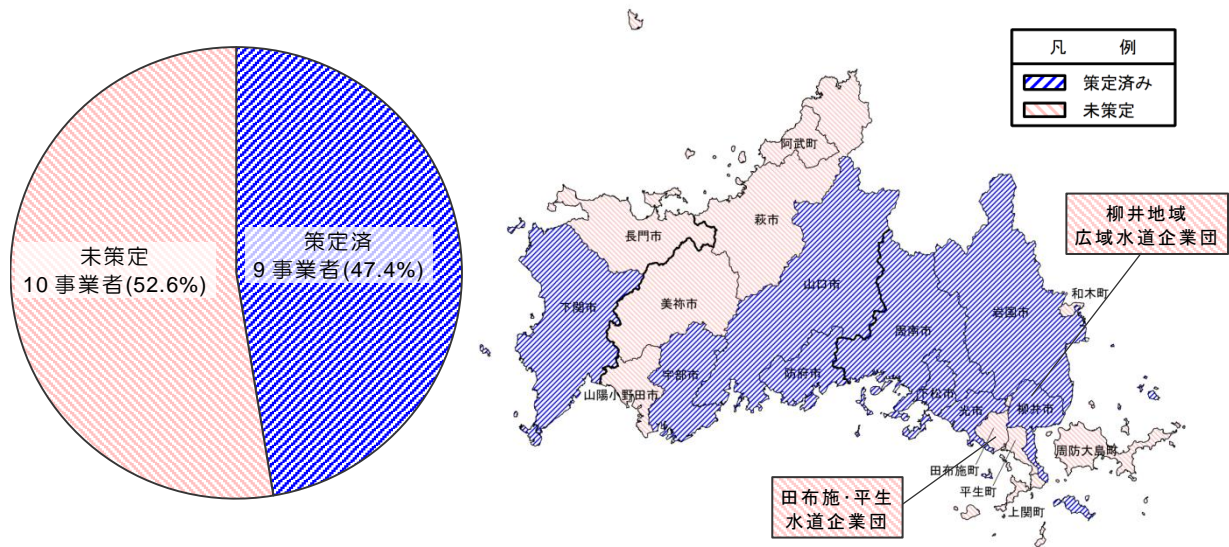 未策定
10 事業者(52.6%)
策定済
9 事業者(47.4%)
凡 例
策定済み
未策定
阿武町
萩市
長門市
美祢市
下関市
山口市
周南市
岩国市
和木町
宇部市
防府市
山陽小野田市
下松市
光市
柳井市
周防大島町
田布施町
平生町
上関町
柳井地域
広域水道企業団
田布施・平生
水道企業団